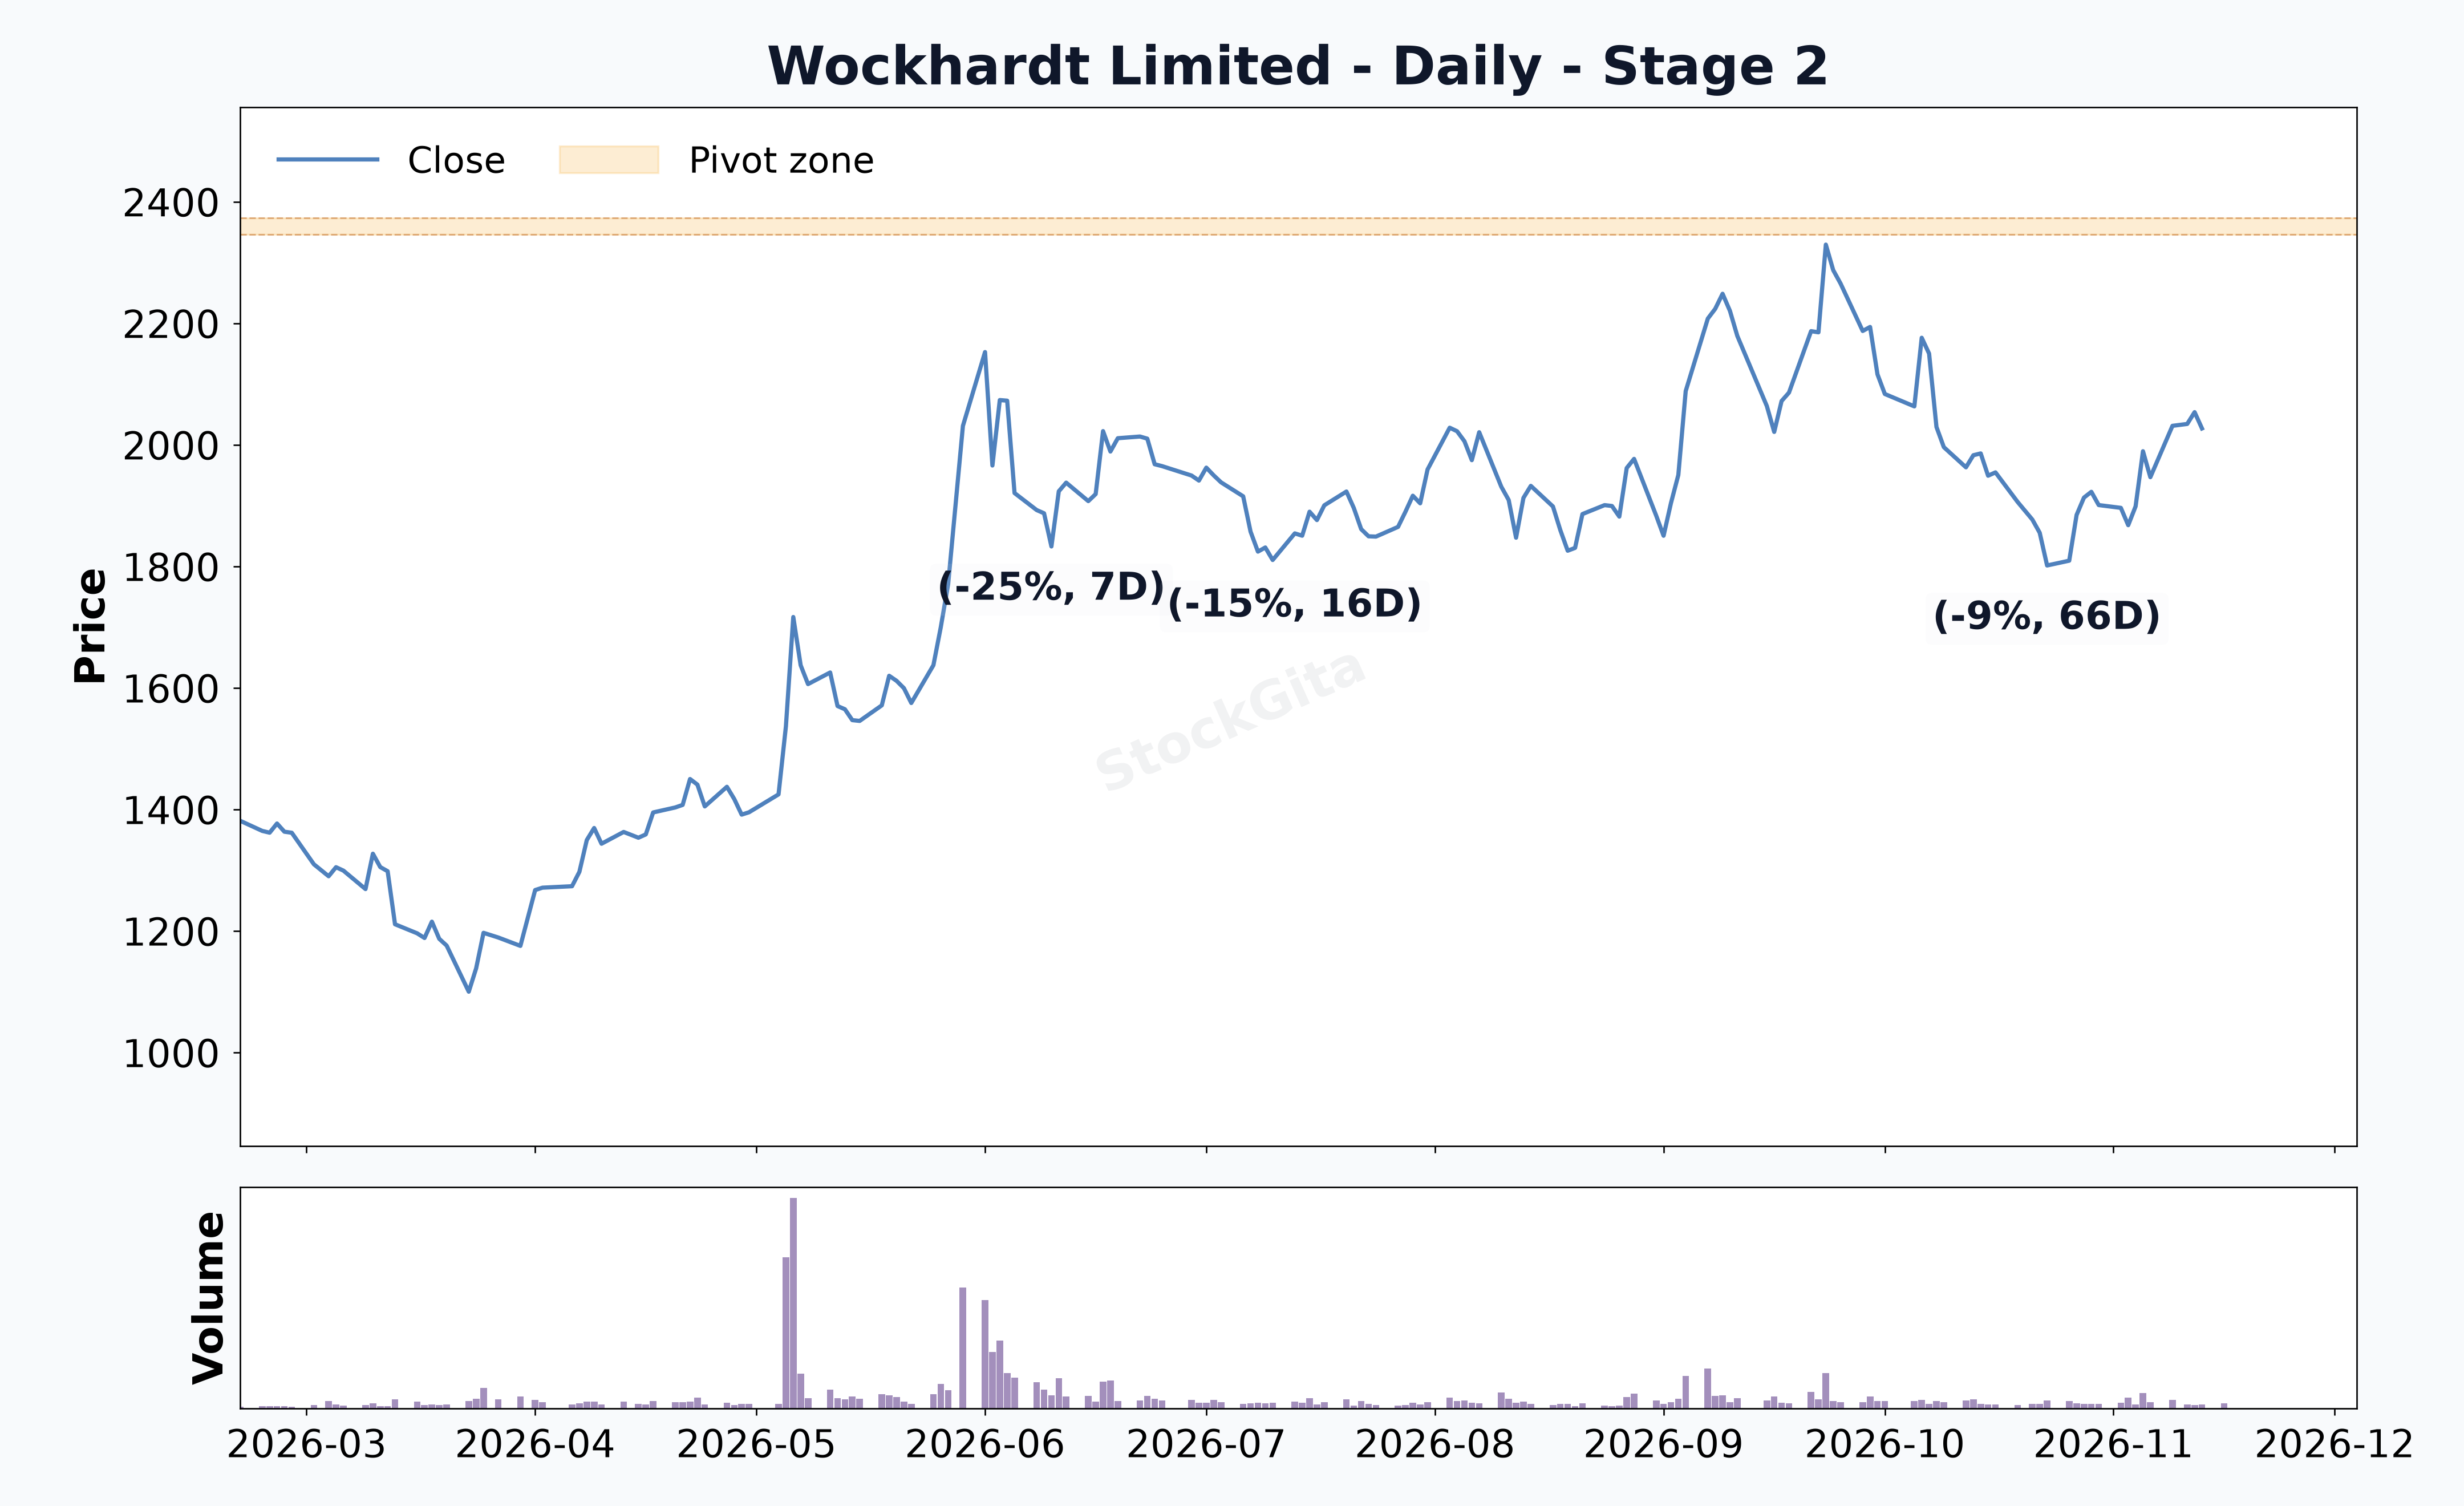 Wockhardt Limited - Daily - Stage 2
Close
Pivot zone
2400
2200
2000
1800
1600
1400
1200
1000
Price
(-25%, 7D)
(-15%, 16D)
(-9%, 66D)
StockGita
Volume
2026-03
2026-04
2026-05
2026-06
2026-07
2026-08
2026-09
2026-10
2026-11
2026-12